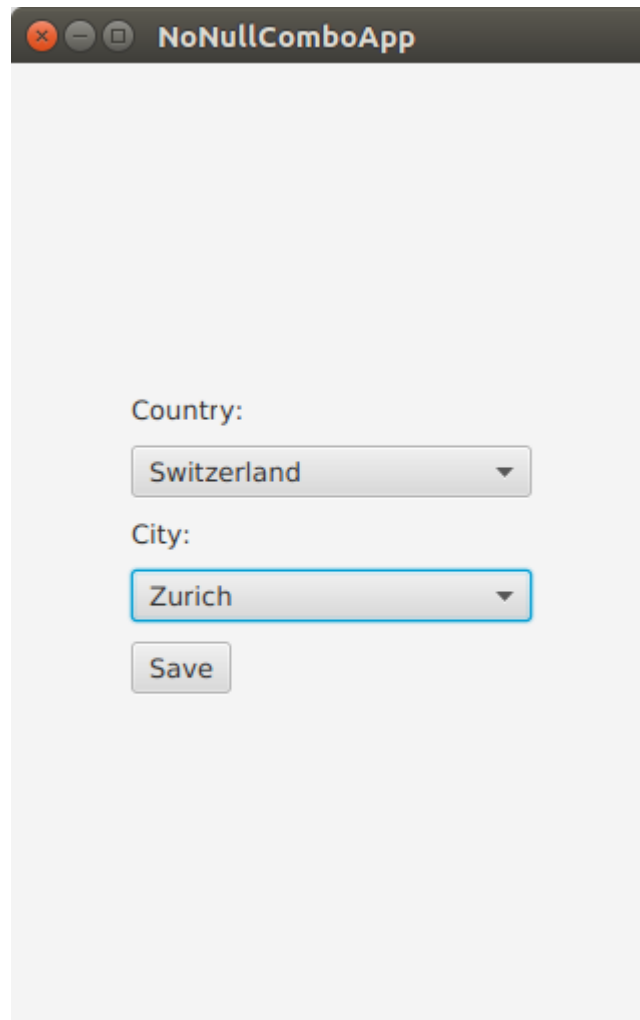 NoNullComboApp
Country:
Switzerland
City:
Zurich
Save